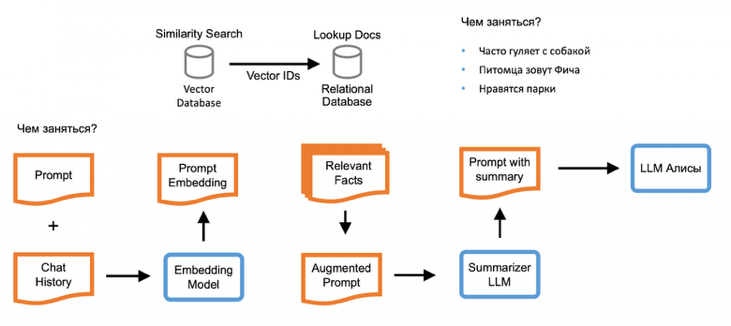 Similarity Search
Lookup Docs
Vector
Database
Vector IDs
Relational
Database
Чем заняться?
• Часто гуляет с собакой
• Питомца зовут Фича
• Нравятся парки
Чем заняться?
Prompt
Prompt
Embedding
Relevant
Facts
Prompt with
summary
LLM Алисы
+
Chat
History
Embedding
Model
Augmented
Prompt
Summarizer
LLM